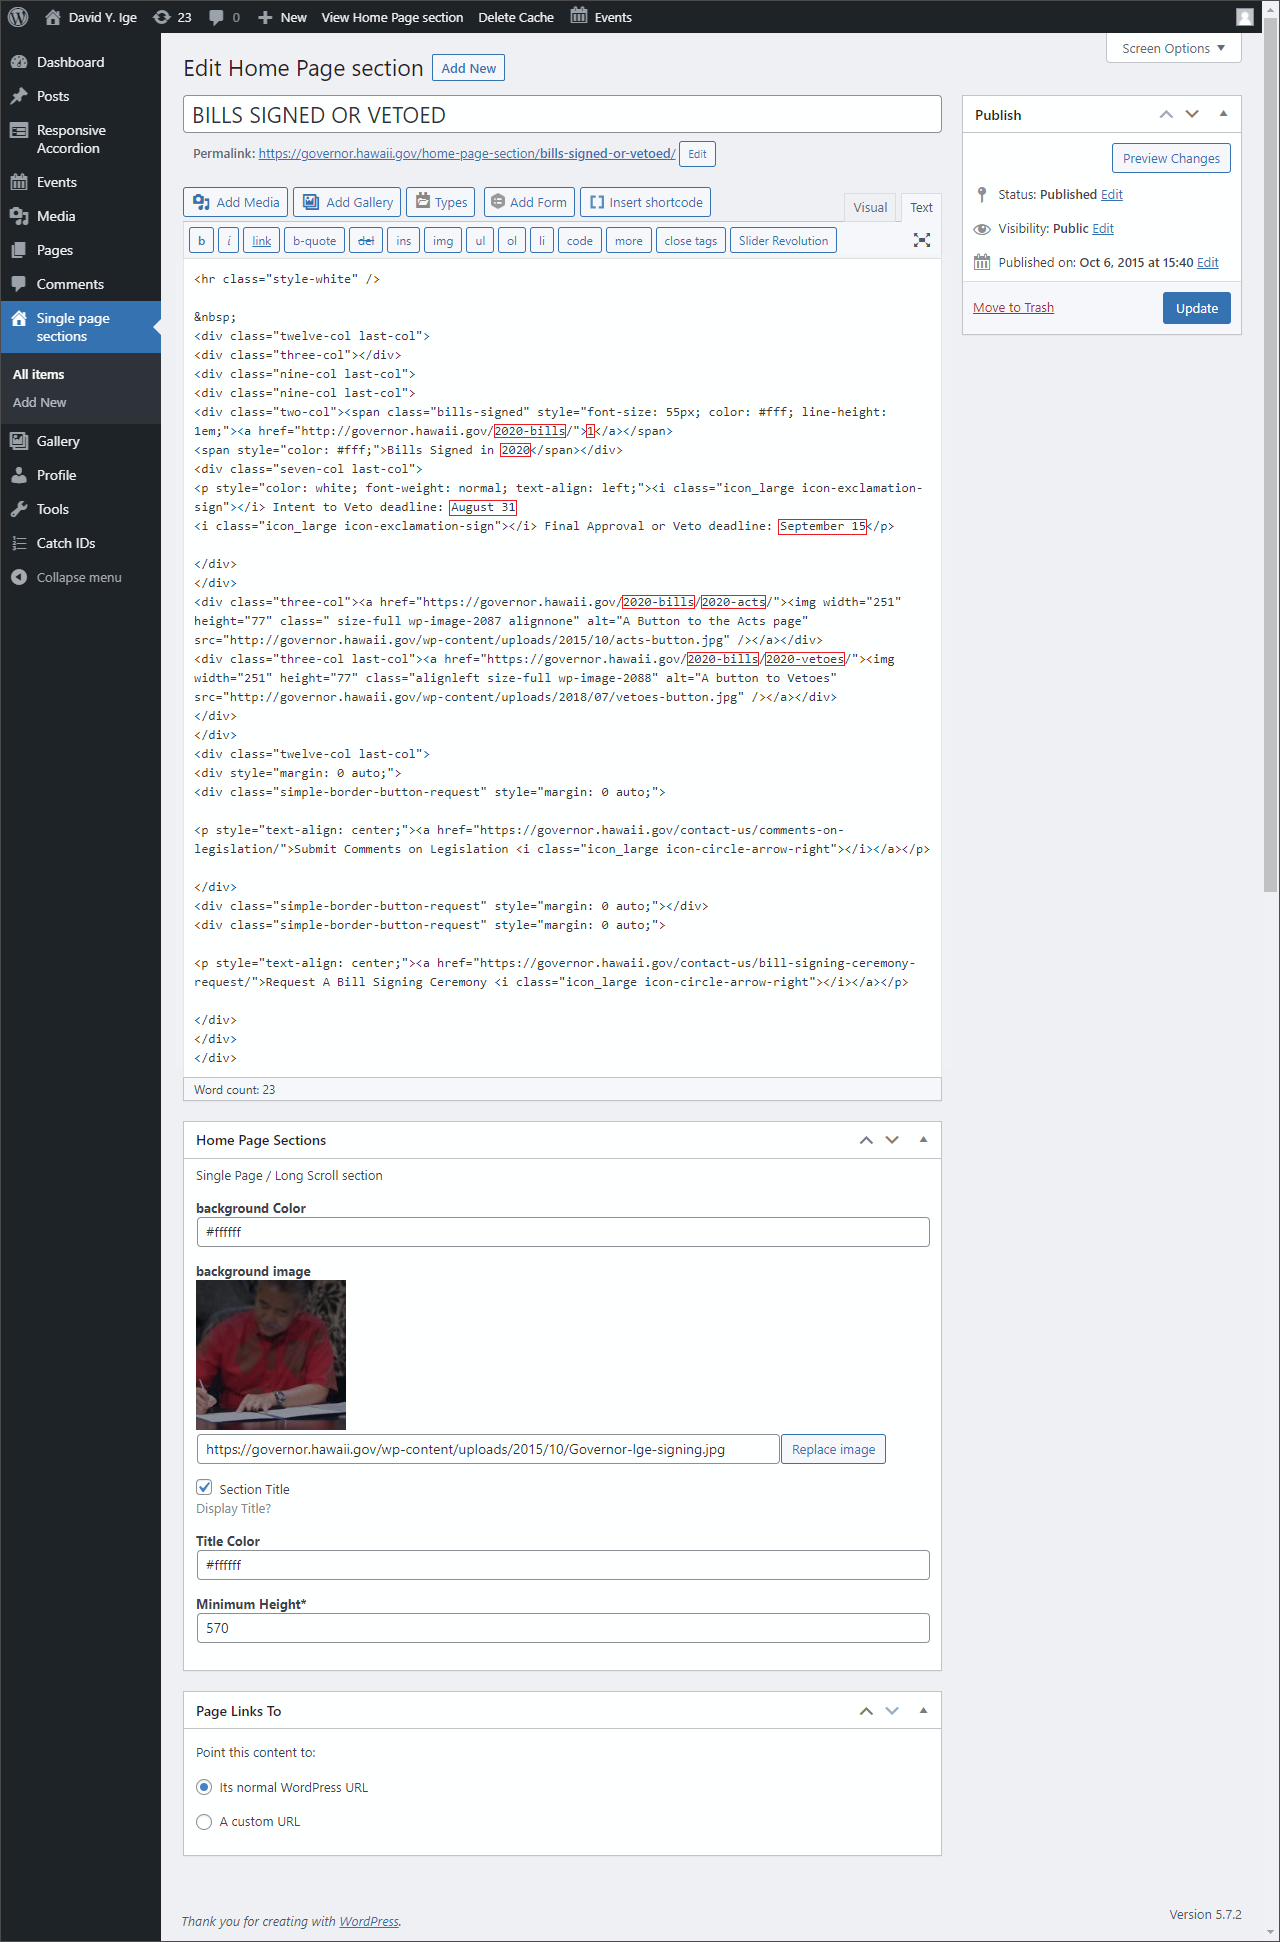 David Y. Ige 23 0 New View Home Page section Delete Cache Events
Screen Options ▼
Dashboard
Posts
Responsive
Accordion
Events
Media
Pages
Comments
Single page
sections
All items
Add New
Gallery
Profile
Tools
Catch IDs
Collapse menu
Edit Home Page section Add New
BILLS SIGNED OR VETOED
Permalink: https://governor.hawaii.gov/home-page-section/bills-signed-or-vetoed/ Edit
Add Media Add Gallery Types Add Form Insert shortcode Visual Text
b i link b-quote del ins img ul ol li code more close tags Slider Revolution
<hr class="style-white" />
&nbsp;
<div class="twelve-col last-col">
<div class="three-col"></div>
<div class="nine-col last-col">
<div class="nine-col last-col">
<div class="two-col"><span class="bills-signed" style="font-size: 55px; color: #fff; line-height:
1em;"><a href="http://governor.hawaii.gov/2020-bills/">1</a></span>
<span style="color: #fff;">Bills Signed in 2020</span></div>
<div class="seven-col last-col">
<p style="color: white; font-weight: normal; text-align: left;"><i class="icon_large icon-exclamation-
sign"></i> Intent to Veto deadline: August 31
<i class="icon_large icon-exclamation-sign"></i> Final Approval or Veto deadline: September 15</p>
</div>
</div>
<div class="three-col"><a href="https://governor.hawaii.gov/2020-bills/2020-acts/"><img width="251"
height="77" class=" size-full wp-image-2087 alignnone" alt="A Button to the Acts page"
src="http://governor.hawaii.gov/wp-content/uploads/2015/10/acts-button.jpg" /></a></div>
<div class="three-col last-col"><a href="https://governor.hawaii.gov/2020-bills/2020-vetoes/"><img
width="251" height="77" class="alignleft size-full wp-image-2088" alt="A button to Vetoes"
src="http://governor.hawaii.gov/wp-content/uploads/2018/07/vetoes-button.jpg" /></a></div>
</div>
</div>
<div class="twelve-col last-col">
<div style="margin: 0 auto;">
<div class="simple-border-button-request" style="margin: 0 auto;">
<p style="text-align: center;"><a href="https://governor.hawaii.gov/contact-us/comments-on-
legislation/">Submit Comments on Legislation <i class="icon_large icon-circle-arrow-right"></i></a></p>
</div>
<div class="simple-border-button-request" style="margin: 0 auto;"></div>
<div class="simple-border-button-request" style="margin: 0 auto;">
<p style="text-align: center;"><a href="https://governor.hawaii.gov/contact-us/bill-signing-ceremony-
request/">Request A Bill Signing Ceremony <i class="icon_large icon-circle-arrow-right"></i></a></p>
</div>
</div>
</div>
Word count: 23
Publish
Preview Changes
Status: Published Edit
Visibility: Public Edit
Published on: Oct 6, 2015 at 15:40 Edit
Move to Trash Update
Home Page Sections
Single Page / Long Scroll section
background Color
#ffffff
background image
https://governor.hawaii.gov/wp-content/uploads/2015/10/Governor-Ige-signing.jpg Replace image
Section Title
Display Title?
Title Color
#ffffff
Minimum Height*
570
Page Links To
Point this content to:
Its normal WordPress URL
A custom URL
Thank you for creating with WordPress.
Version 5.7.2